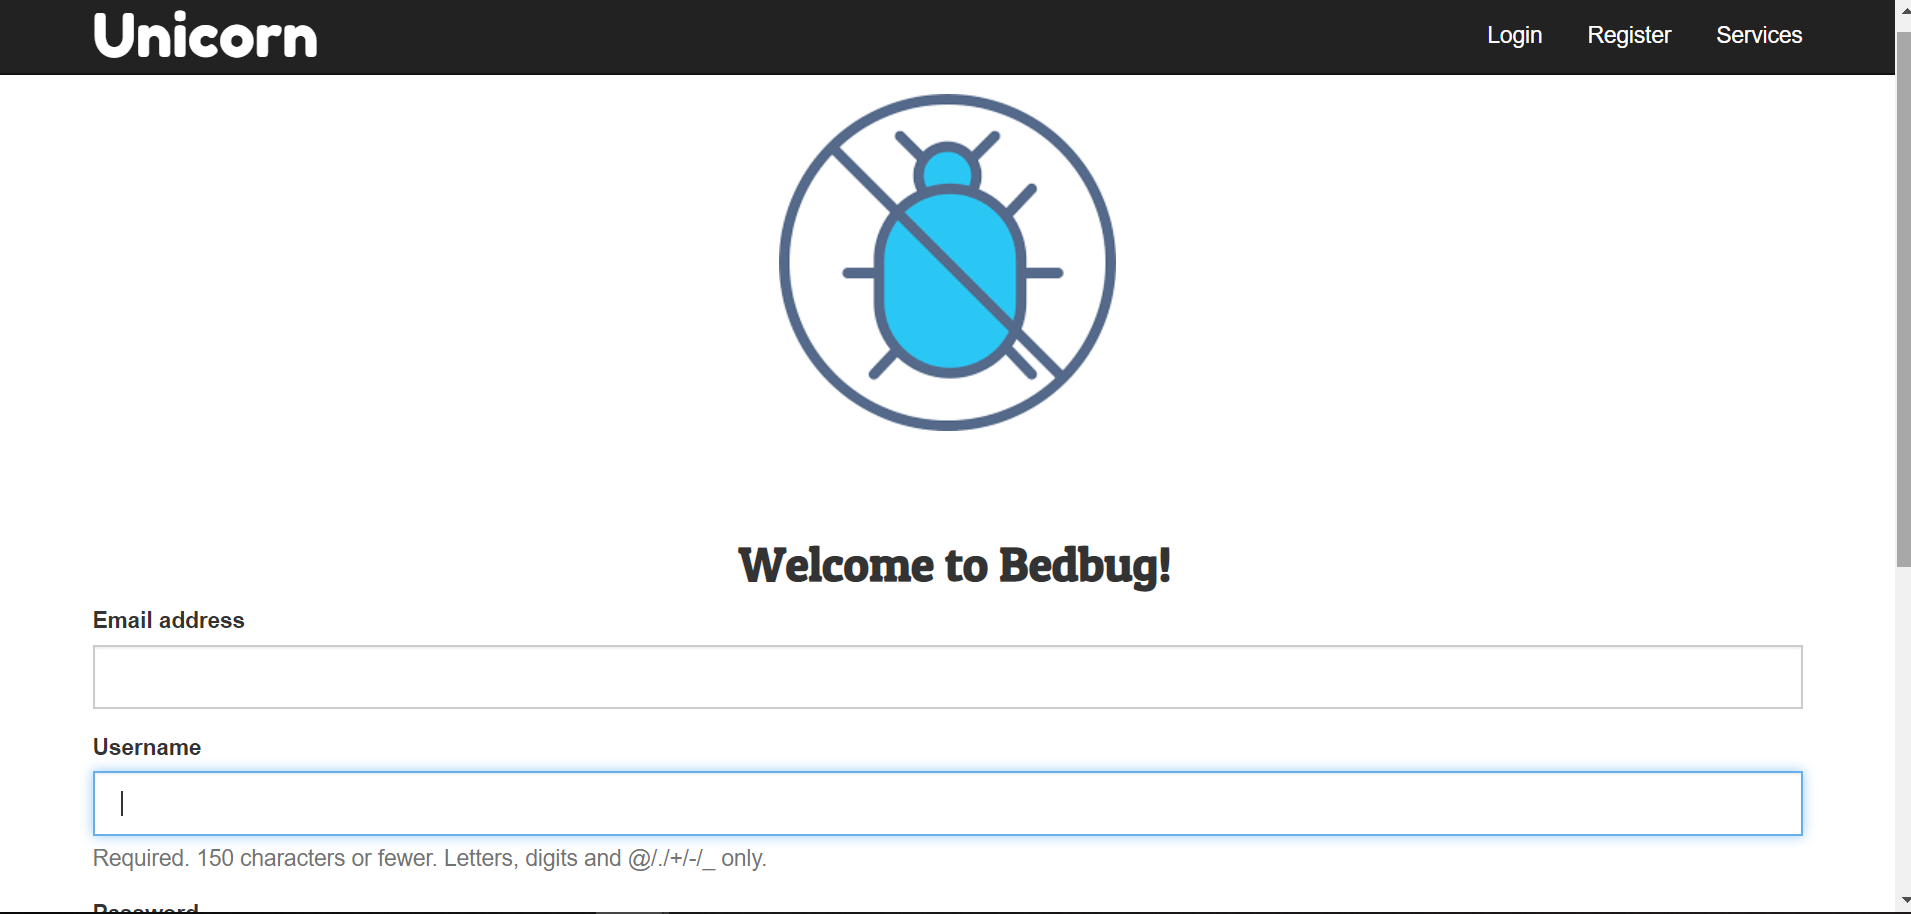 Unicorn
Login Register Services
Welcome to Bedbug!
Email address
Username
Required. 150 characters or fewer. Letters, digits and @/./+/-/_ only.
Password